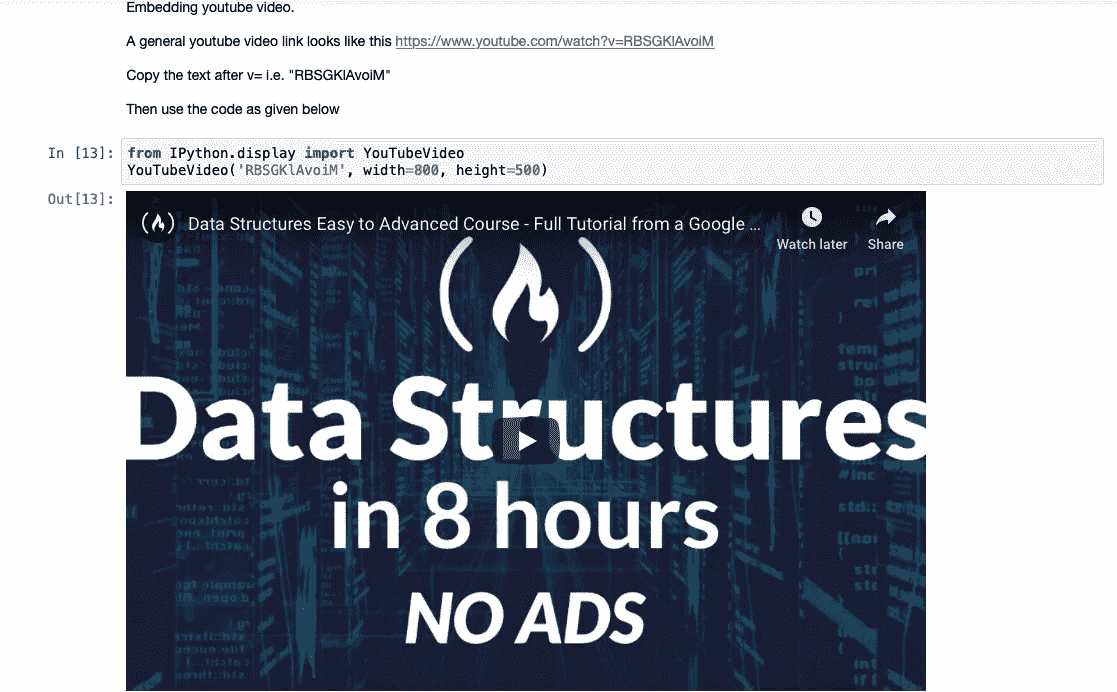 Embedding youtube video.
A general youtube video link looks like this https://www.youtube.com/watch?v=RBSGKlAvoiM
Copy the text after v= i.e. "RBSGKlAvoiM"
Then use the code as given below
In [13]: from IPython.display import YouTubeVideo
YouTubeVideo('RBSGKlAvoiM', width=800, height=500)
Out[13]:
Data Structures Easy to Advanced Course - Full Tutorial from a Google ...
Watch later Share
Data Structures
in 8 hours
NO ADS